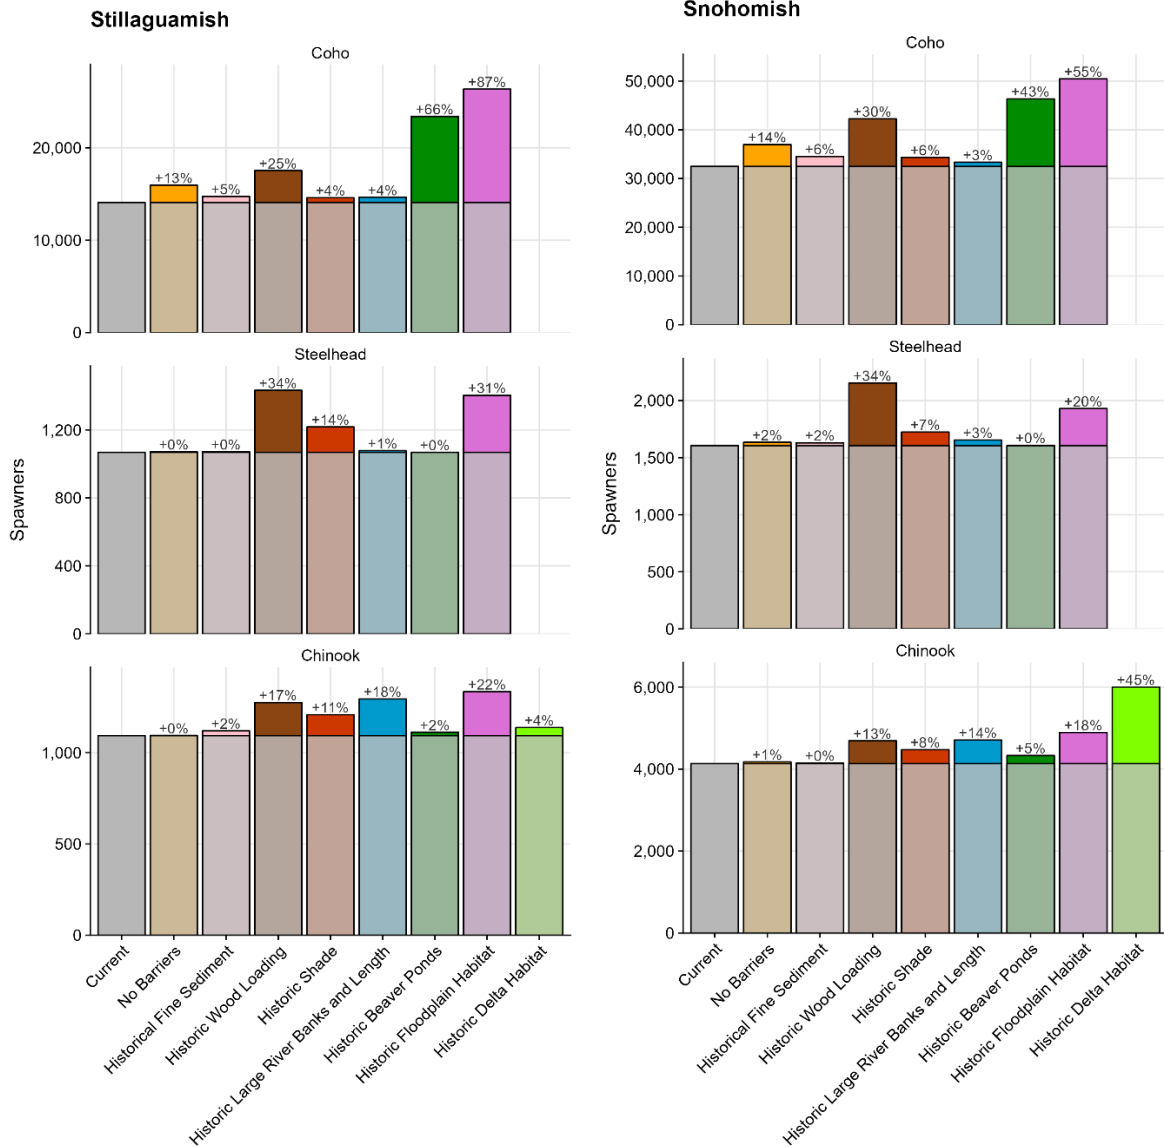 Stillaguamish
Coho
20,000
10,000
0
+13%
+5%
+25%
+4%
+4%
+66%
+87%
Steelhead
1,200
800
400
0
+0%
+0%
+34%
+14%
+1%
+0%
+31%
Spawners
Chinook
1,000
500
0
+0%
+2%
+17%
+11%
+18%
+2%
+22%
+4%
Current
No Barriers
Historical Fine Sediment
Historic Wood Loading
Historic Shade
Historic Large River Banks and Length
Historic Beaver Ponds
Historic Floodplain Habitat
Historic Delta Habitat
Snohomish
Coho
50,000
40,000
30,000
20,000
10,000
0
+14%
+6%
+30%
+6%
+3%
+43%
+55%
Steelhead
2,000
1,500
1,000
500
0
+2%
+2%
+34%
+7%
+3%
+0%
+20%
Spawners
Chinook
6,000
4,000
2,000
0
+1%
+0%
+13%
+8%
+14%
+5%
+18%
+45%
Current
No Barriers
Historical Fine Sediment
Historic Wood Loading
Historic Shade
Historic Large River Banks and Length
Historic Beaver Ponds
Historic Floodplain Habitat
Historic Delta Habitat